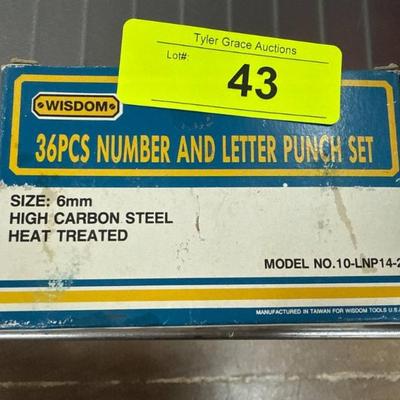 Tyler Grace Auctions
Lot#:
43
WISDOM
36PCS NUMBER AND LETTER PUNCH SET
SIZE: 6mm
HIGH CARBON STEEL
HEAT TREATED
MODEL NO.10-LNP14-2
MANUFACTURED IN TAIWAN FOR WISDOM TOOLS U.S.A